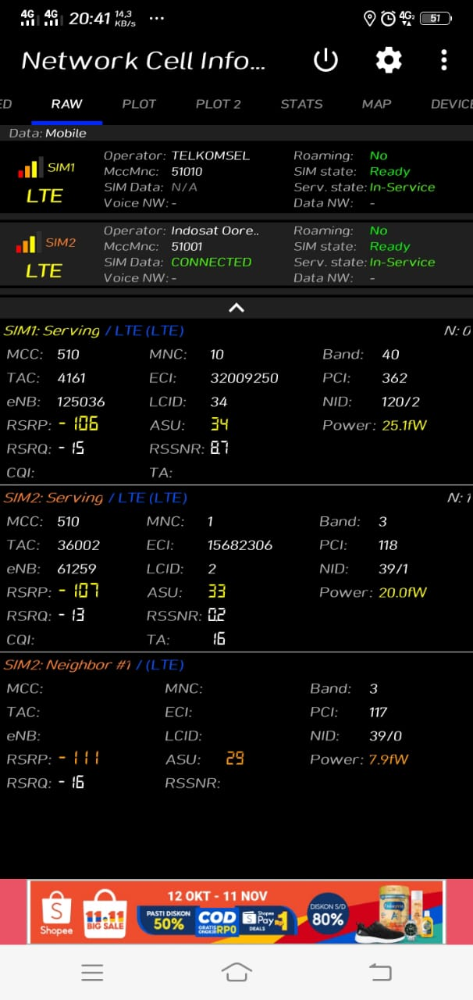 4G 4G 20:41 14,3 KB/s ... 4G2 51
Network Cell Info...
ED RAW PLOT PLOT 2 STATS MAP DEVICE
Data: Mobile
SIM1 LTE
Operator: TELKOMSEL Roaming: No
MccMnc: 51010 SIM state: Ready
SIM Data: N/A Serv. state: In-Service
Voice NW: - Data NW: -
SIM2 LTE
Operator: Indosat Oore.. Roaming: No
MccMnc: 51001 SIM state: Ready
SIM Data: CONNECTED Serv. state: In-Service
Voice NW: - Data NW: -
SIM1: Serving / LTE (LTE) N: 0
MCC: 510 MNC: 10 Band: 40
TAC: 4161 ECI: 32009250 PCI: 362
eNB: 125036 LCID: 34 NID: 120/2
RSRP: -106 ASU: 34 Power: 25.1fW
RSRQ: -15 RSSNR: 8.7
CQI: TA:
SIM2: Serving / LTE (LTE) N: 1
MCC: 510 MNC: 1 Band: 3
TAC: 36002 ECI: 15682306 PCI: 118
eNB: 61259 LCID: 2 NID: 39/1
RSRP: -107 ASU: 33 Power: 20.0fW
RSRQ: -13 RSSNR: 0.2
CQI: TA: 16
SIM2: Neighbor #1 / (LTE)
MCC: MNC: Band: 3
TAC: ECI: PCI: 117
eNB: LCID: NID: 39/0
RSRP: -111 ASU: 29 Power: 7.9fW
RSRQ: -16 RSSNR:
12 OKT - 11 NOV
S Shopee
11.11 BIG SALE
PASTI DISKON 50%
COD GRATIS ONGKIR RP0
S Shopee Pay Rp1 DEALS
DISKON S/D 80%